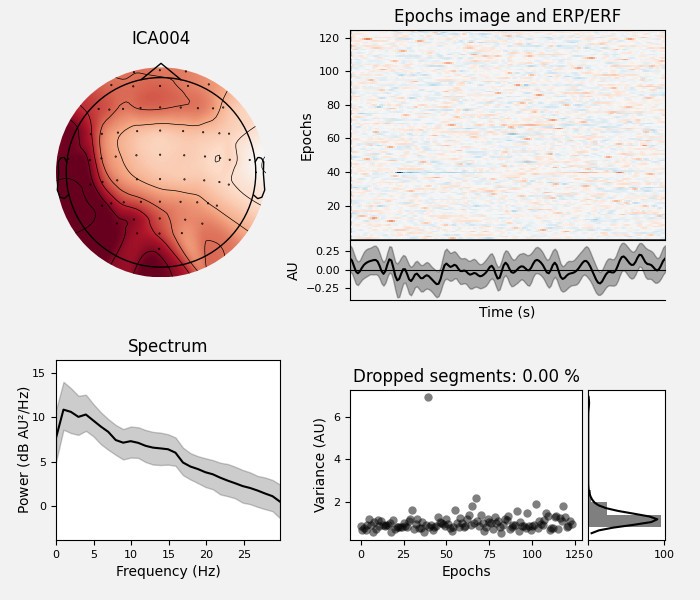 ICA004
Epochs image and ERP/ERF
120
100
80
60
40
20
Epochs
0.25
0.00
−0.25
AU
Time (s)
Spectrum
15
10
5
0
Power (dB AU²/Hz)
0 5 10 15 20 25
Frequency (Hz)
Dropped segments: 0.00 %
6
4
2
Variance (AU)
0 25 50 75 100 125
Epochs
0 100